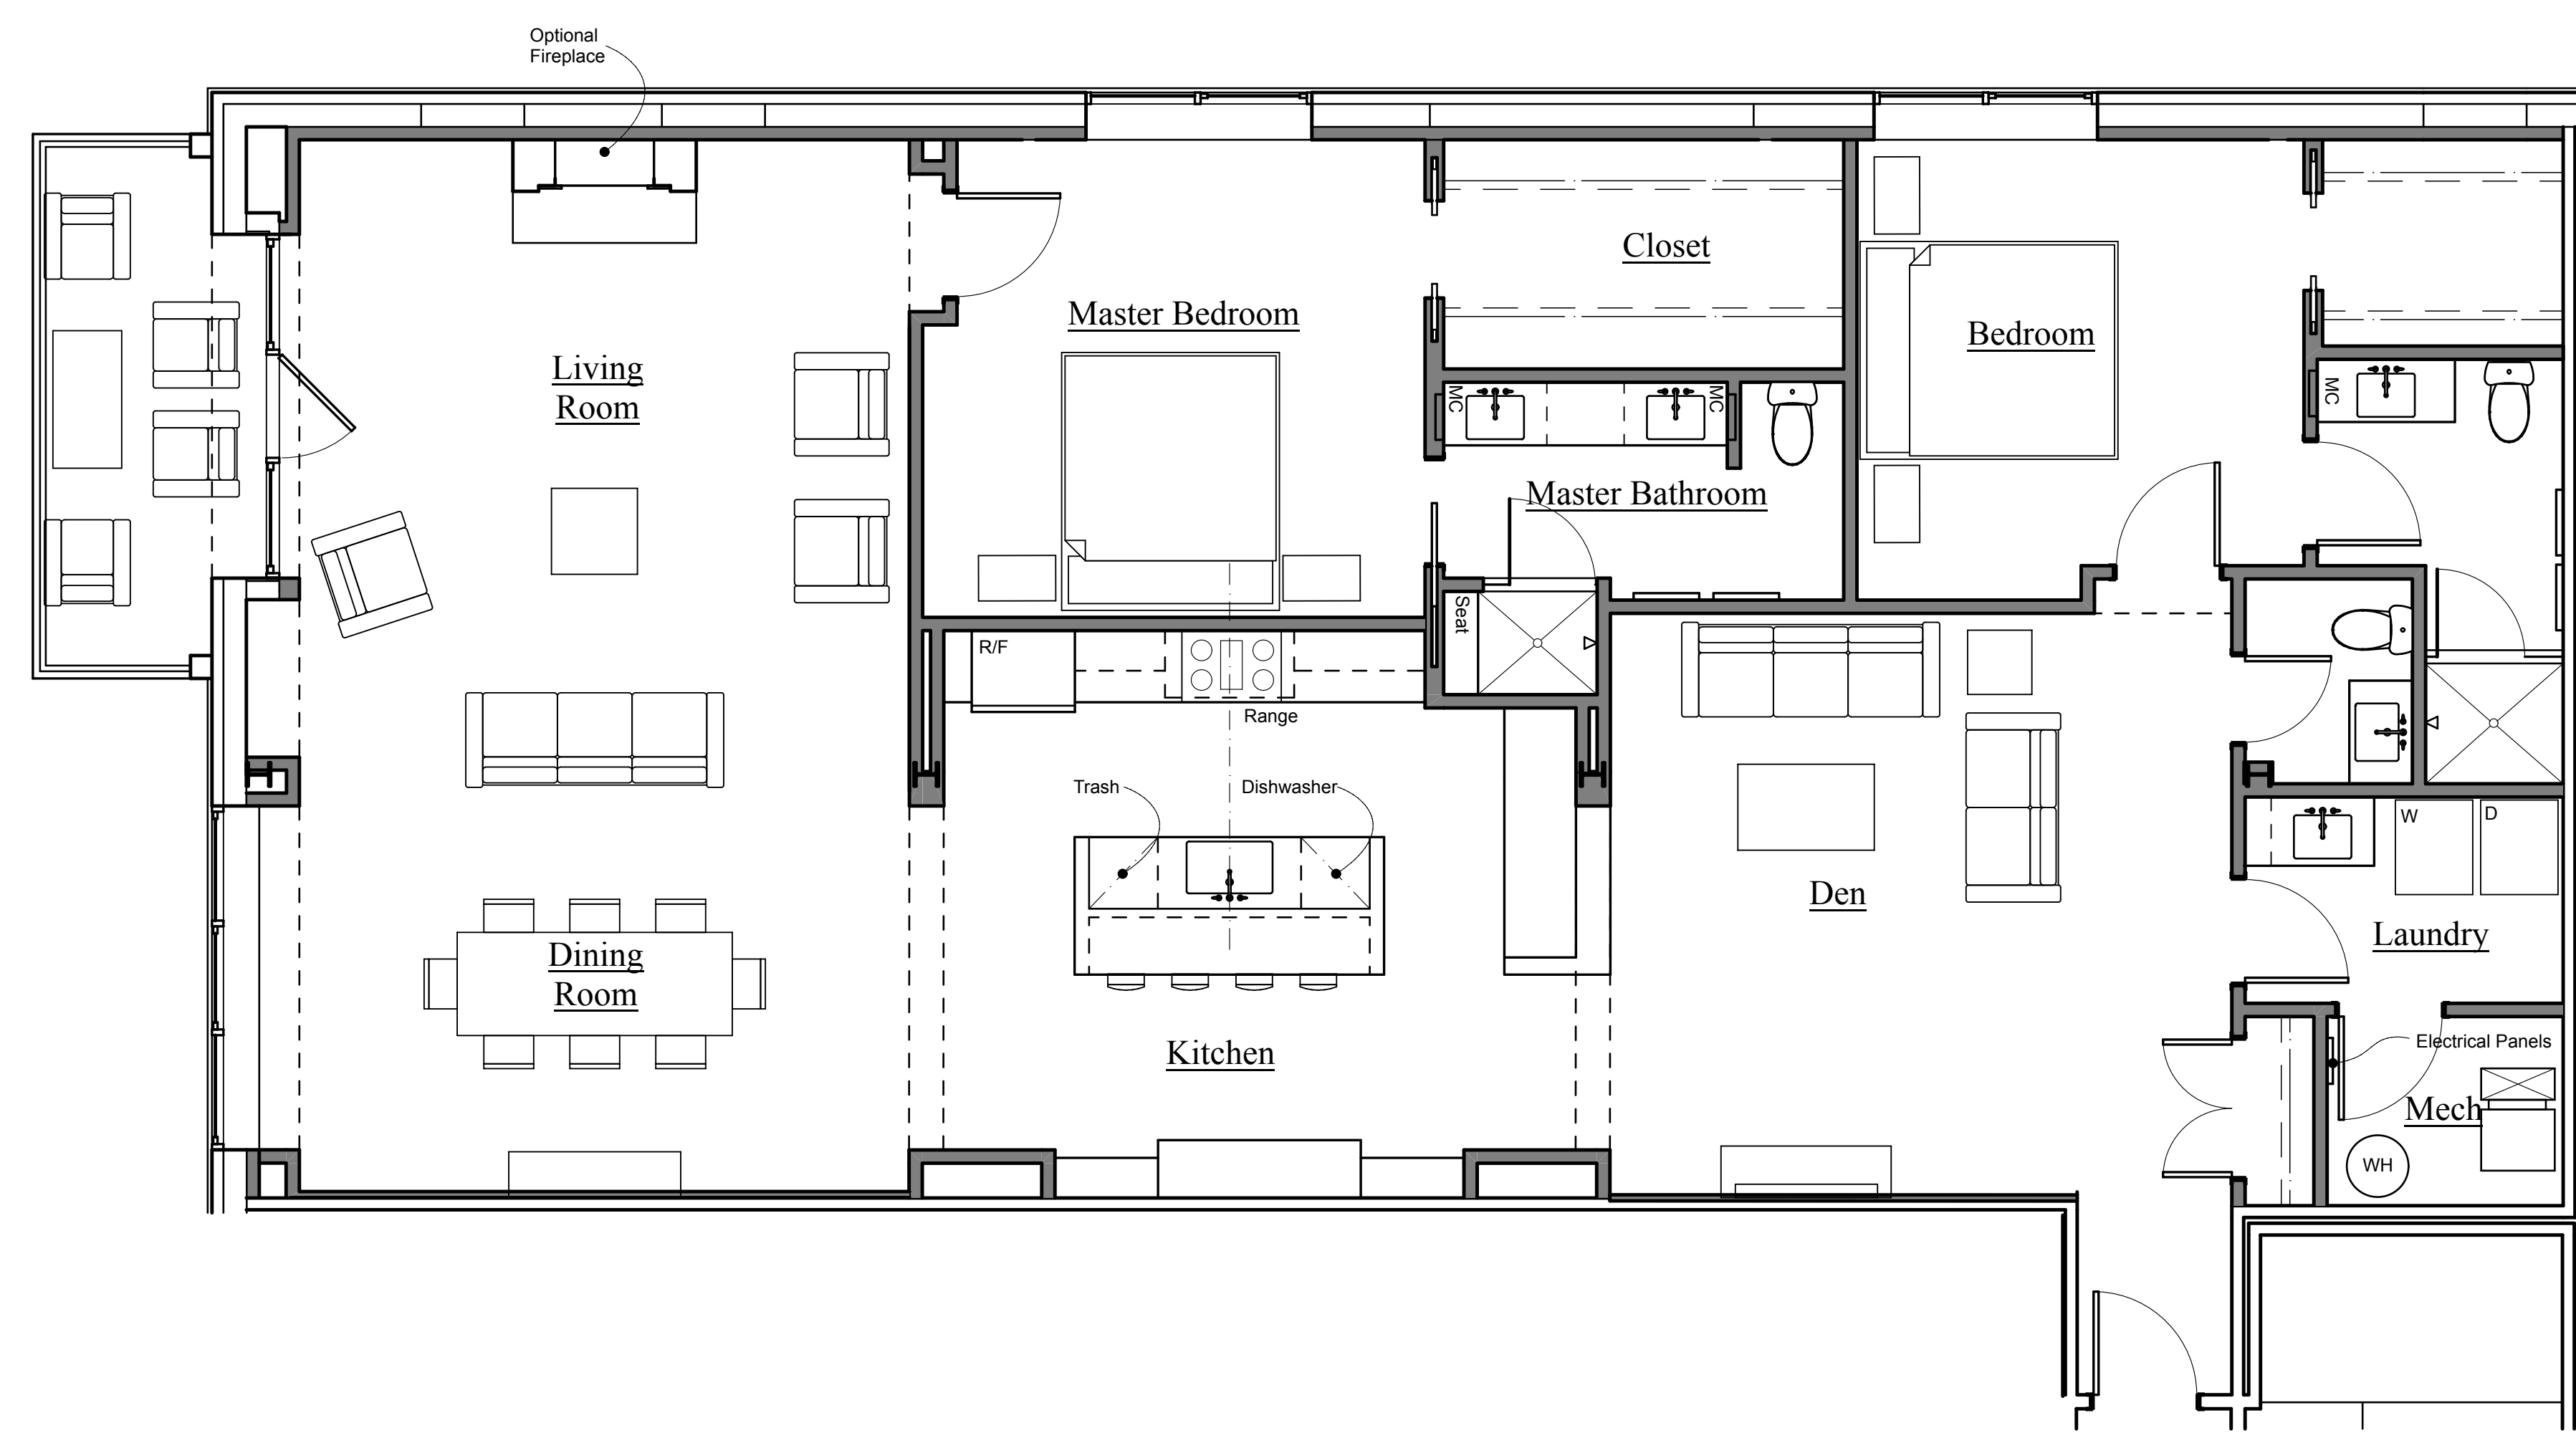 Optional
Fireplace
Closet
Master Bedroom
Bedroom
Living
Room
MC
MC
MC
Master Bathroom
Seat
R/F
Range
Trash
Dishwasher
W
D
Den
Laundry
Dining
Room
Kitchen
Electrical Panels
Mech
WH